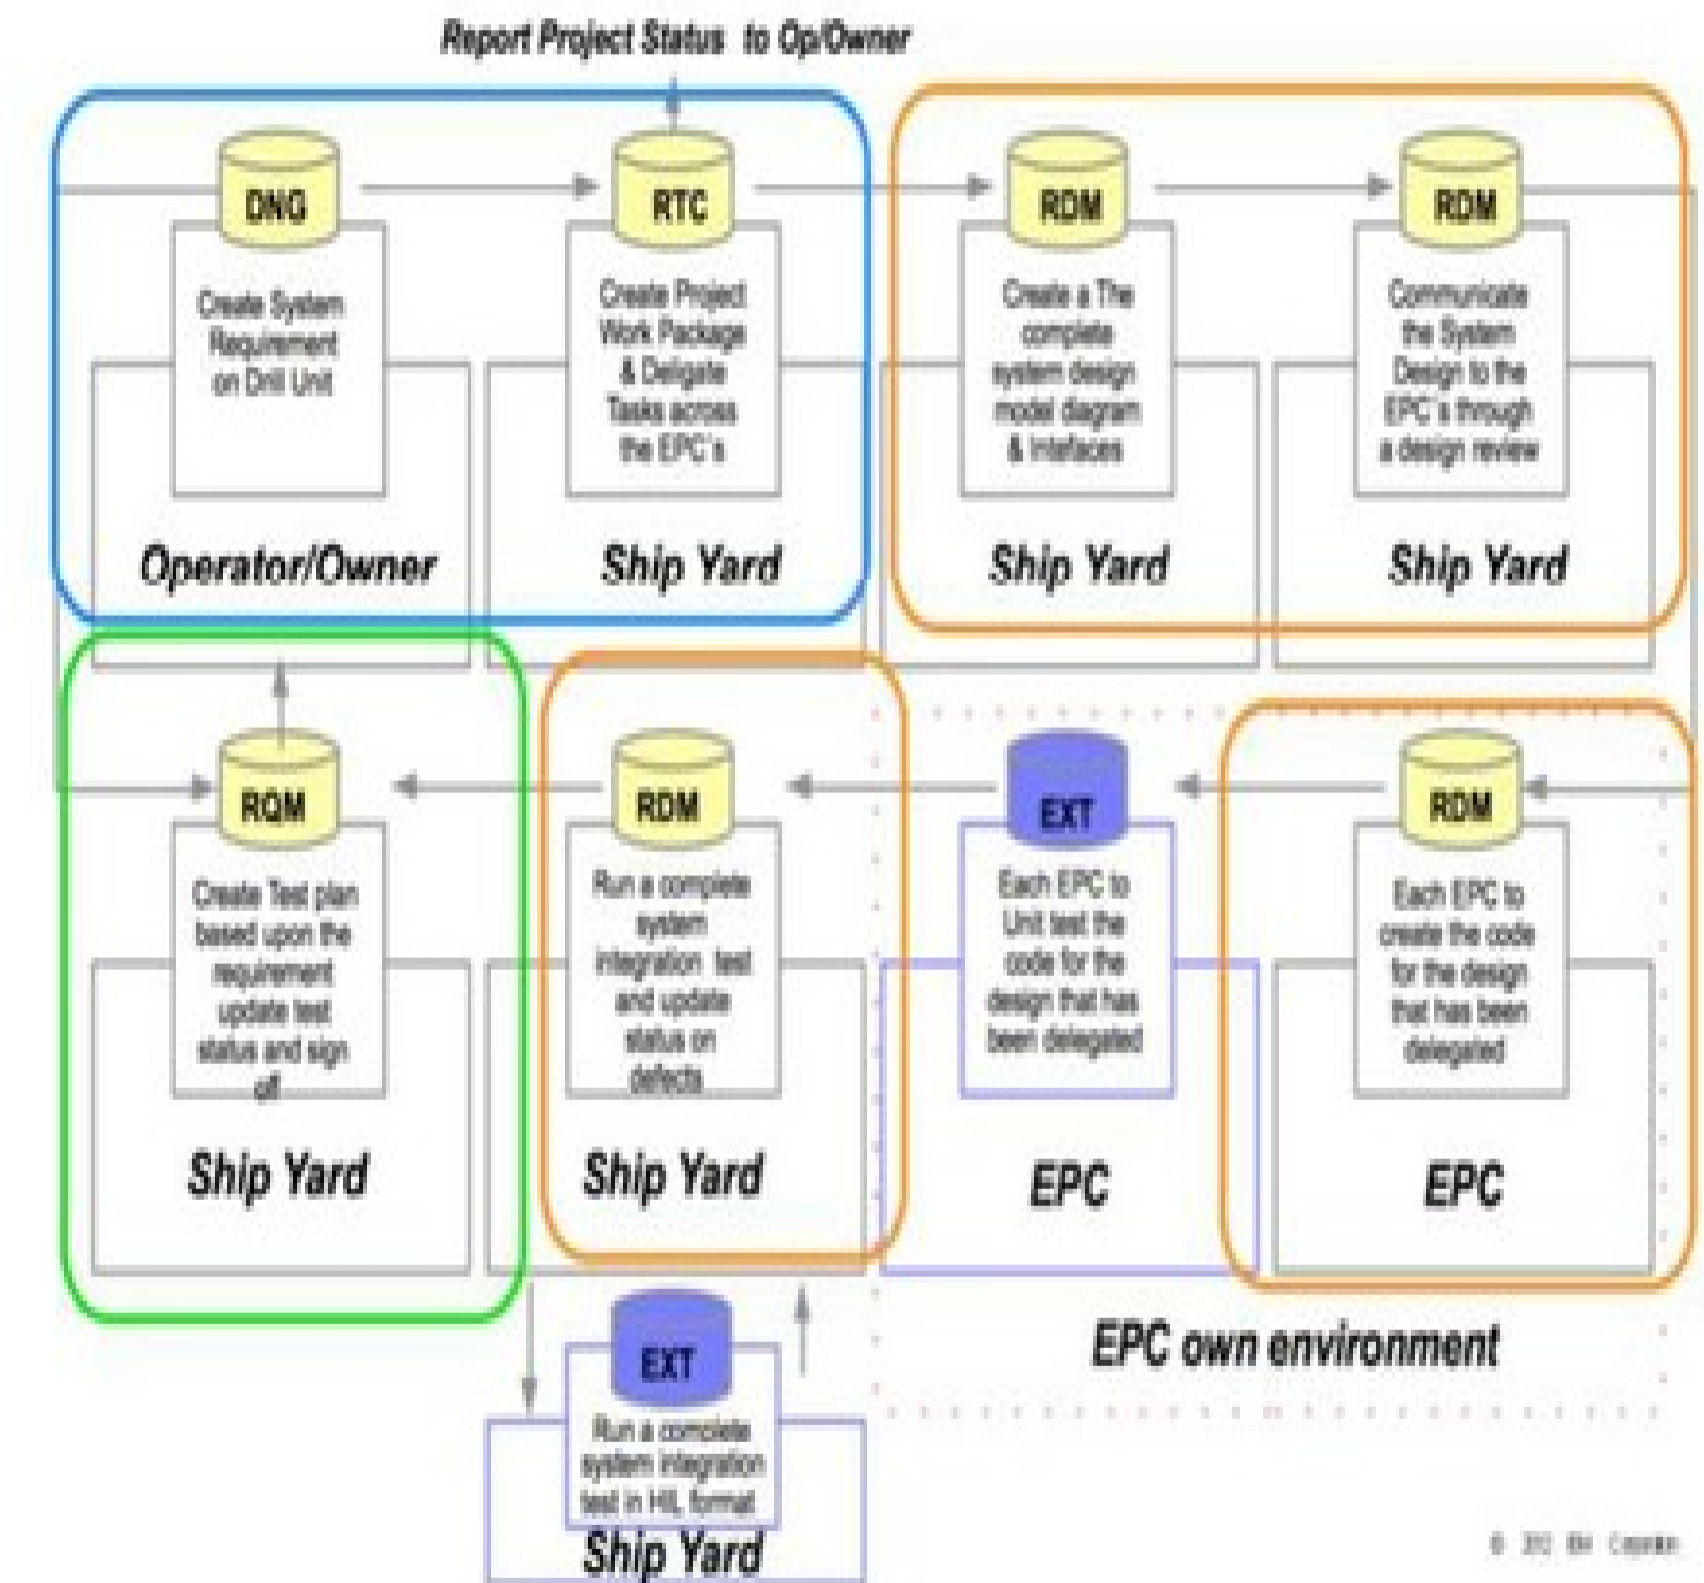 Report Project Status to Op/Owner
DNG
Create System
Requirement
on Drill Unit
Operator/Owner
RTC
Create Project
Work Package
& Deligate
Tasks across
the EPC`s
Ship Yard
RDM
Create a The
complete
system design
model diagram
& Intefaces
Ship Yard
RDM
Communicate
the System
Design to the
EPC`s through
a design review
Ship Yard
RQM
Create Test plan
based upon the
requirement
update test
status and sign
off
Ship Yard
RDM
Run a complete
system
integration test
and update
status on
defects
Ship Yard
EXT
Each EPC to
Unit test the
code for the
design that has
been delegated
EPC
RDM
Each EPC to
create the code
for the design
that has been
delegated
EPC
EPC own environment
EXT
Run a complete
system integration
test in HIL format
Ship Yard
©